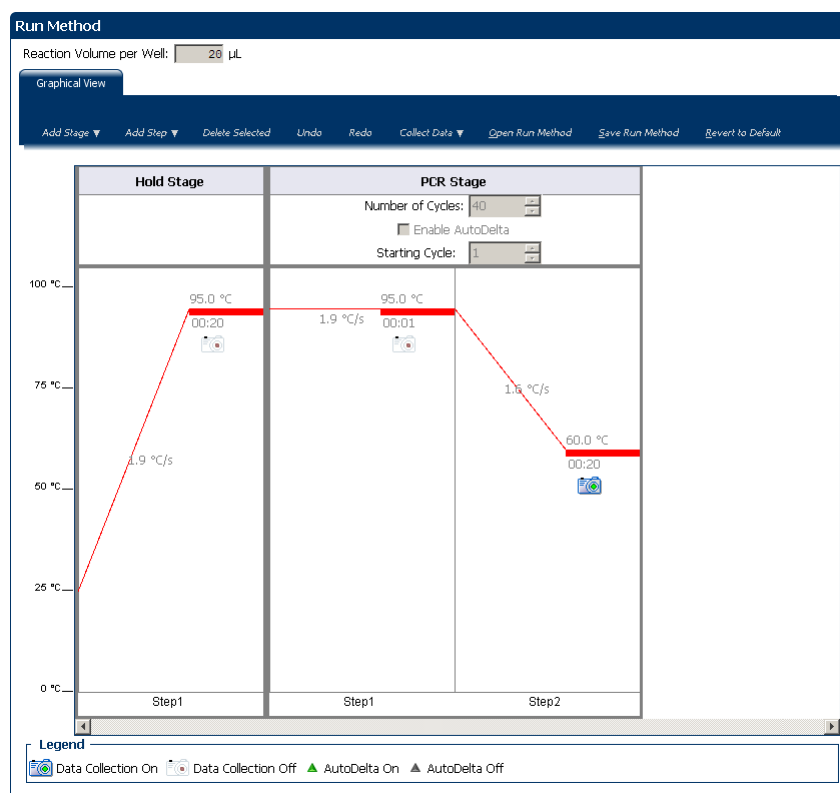 Run Method
Reaction Volume per Well: 20 µL
Graphical View
Add Stage ▼ Add Step ▼ Delete Selected Undo Redo Collect Data ▼ Open Run Method Save Run Method Revert to Default
Hold Stage PCR Stage
Number of Cycles: 40
Enable AutoDelta
Starting Cycle: 1
100 °C
95.0 °C 95.0 °C
1.9 °C/s
00:20 00:01
75 °C
1.6 °C/s
60.0 °C
1.9 °C/s
00:20
50 °C
25 °C
0 °C
Step1 Step1 Step2
Legend
Data Collection On Data Collection Off AutoDelta On AutoDelta Off